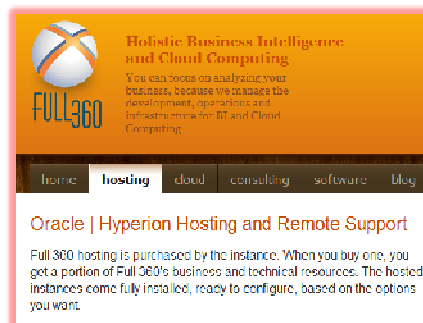 FULL360
Holistic Business Intelligence
and Cloud Computing
You can focus on analyzing your
business, because we manage the
development, operations and
infrastructure for BI and Cloud
Computing
home hosting cloud consulting software blog
Oracle | Hyperion Hosting and Remote Support
Full 360 hosting is purchased by the instance. When you buy one, you
get a portion of Full 360's business and technical resources. The hosted
instances come fully installed, ready to configure, based on the options
you want.